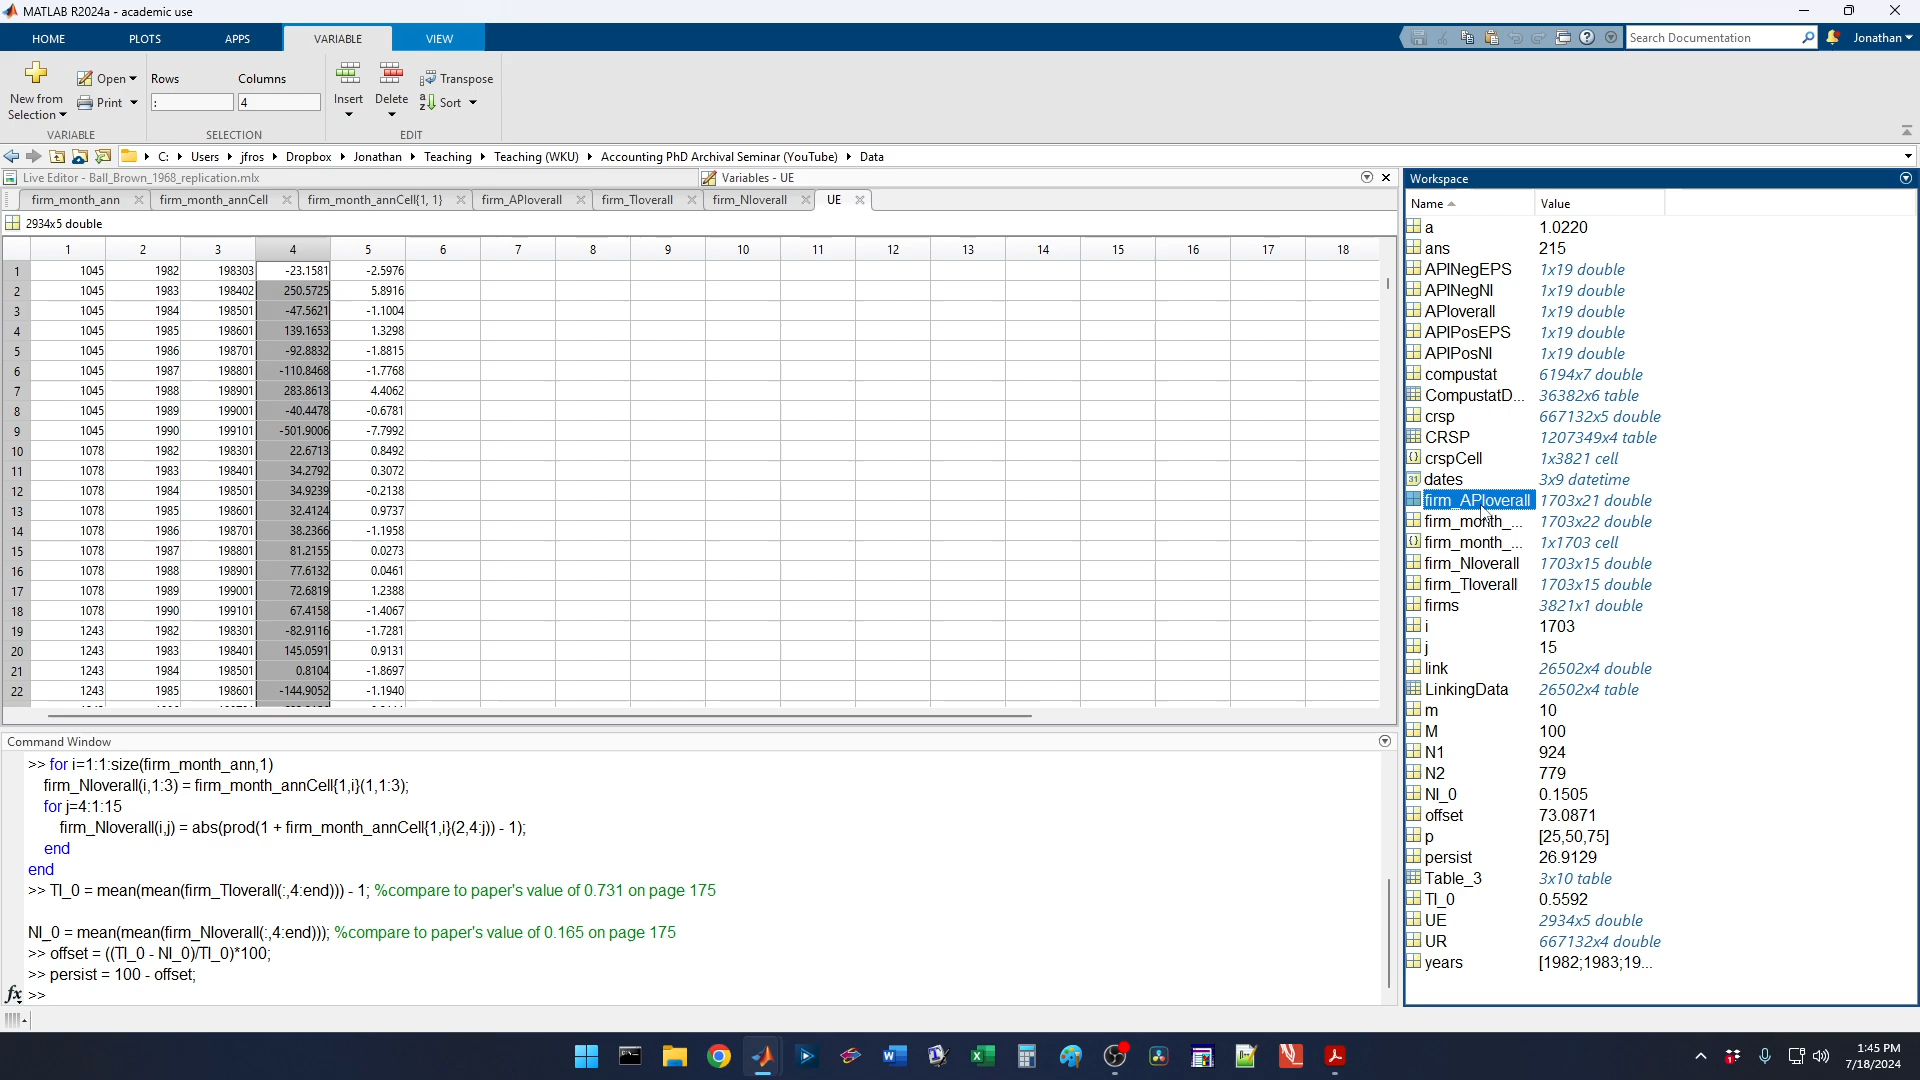 MATLAB R2024a - academic use
HOME PLOTS APPS VARIABLE VIEW
Search Documentation
Jonathan
New from
Selection
Open
Print
Rows Columns
: 4
Insert Delete Transpose
Sort
VARIABLE SELECTION EDIT
C: Users jfros Dropbox Jonathan Teaching Teaching (WKU) Accounting PhD Archival Seminar (YouTube) Data
Live Editor - Ball_Brown_1968_replication.mlx
Variables - UE
firm_month_ann firm_month_annCell firm_month_annCell{1, 1} firm_APIoverall firm_TIoverall firm_NIoverall UE
2934x5 double
1 2 3 4 5 6 7 8 9 10 11 12 13 14 15 16 17 18
1 1045 1982 198303 -23.1581 -2.5976
2 1045 1983 198402 250.5725 5.8916
3 1045 1984 198501 -47.5621 -1.1004
4 1045 1985 198601 139.1653 1.3298
5 1045 1986 198701 -92.8832 -1.8815
6 1045 1987 198801 -110.8468 -1.7768
7 1045 1988 198901 283.8613 4.4062
8 1045 1989 199001 -40.4478 -0.6781
9 1045 1990 199101 -501.9006 -7.7992
10 1078 1982 198301 22.6713 0.8492
11 1078 1983 198401 34.2792 0.3072
12 1078 1984 198501 34.9239 -0.2138
13 1078 1985 198601 32.4124 0.9737
14 1078 1986 198701 38.2366 -1.1958
15 1078 1987 198801 81.2155 0.0273
16 1078 1988 198901 77.6132 0.0461
17 1078 1989 199001 72.6819 1.2388
18 1078 1990 199101 67.4158 -1.4067
19 1243 1982 198301 -82.9116 -1.7281
20 1243 1983 198401 145.0591 0.9131
21 1243 1984 198501 0.8104 -1.8697
22 1243 1985 198601 -144.9052 -1.1940
Command Window
>> for i=1:1:size(firm_month_ann,1)
firm_NIoverall(i,1:3) = firm_month_annCell{1,i}(1,1:3);
for j=4:1:15
firm_NIoverall(i,j) = abs(prod(1 + firm_month_annCell{1,i}(2,4:j)) - 1);
end
end
>> TI_0 = mean(mean(firm_TIoverall(:,4:end))) - 1; %compare to paper's value of 0.731 on page 175
NI_0 = mean(mean(firm_NIoverall(:,4:end))); %compare to paper's value of 0.165 on page 175
>> offset = ((TI_0 - NI_0)/TI_0)*100;
>> persist = 100 - offset;
fx >>
Workspace
Name Value
a 1.0220
ans 215
APINegEPS 1x19 double
APINegNI 1x19 double
APIoverall 1x19 double
APIPosEPS 1x19 double
APIPosNI 1x19 double
compustat 6194x7 double
CompustatD... 36382x6 table
crsp 667132x5 double
CRSP 1207349x4 table
crspCell 1x3821 cell
dates 3x9 datetime
firm_APIoverall 1703x21 double
firm_month_... 1703x22 double
firm_month_... 1x1703 cell
firm_NIoverall 1703x15 double
firm_TIoverall 1703x15 double
firms 3821x1 double
i 1703
j 15
link 26502x4 double
LinkingData 26502x4 table
m 10
M 100
N1 924
N2 779
NI_0 0.1505
offset 73.0871
p [25,50,75]
persist 26.9129
Table_3 3x10 table
TI_0 0.5592
UE 2934x5 double
UR 667132x4 double
years [1982;1983;19...
1:45 PM
7/18/2024